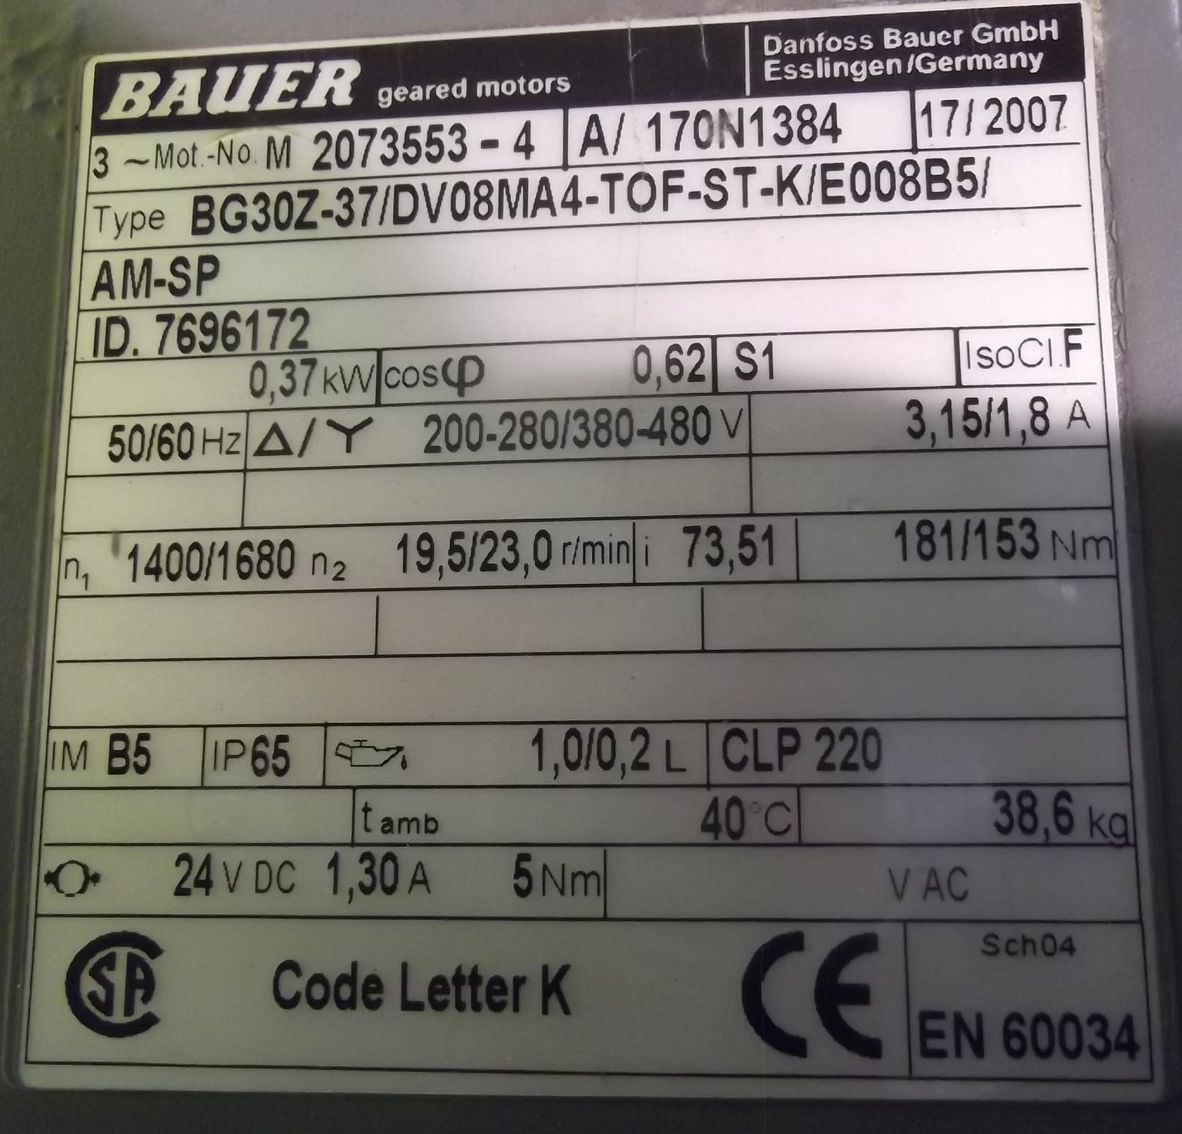 BAUER geared motors Danfoss Bauer GmbH
Esslingen/Germany
3 ~ Mot.-No. M 2073553 - 4 A/ 170N1384 17/2007
Type BG30Z-37/DV08MA4-TOF-ST-K/E008B5/
AM-SP
ID. 7696172
0,37 kW cosφ 0,62 S1 IsoCl. F
50/60 Hz Δ/Y 200-280/380-480 V 3,15/1,8 A
n1 1400/1680 n2 19,5/23,0 r/min i 73,51 181/153 Nm
IM B5 IP65 1,0/0,2 L CLP 220
tamb 40°C 38,6 kg
24 V DC 1,30 A 5 Nm V AC
SA Code Letter K CE Sch04
EN 60034